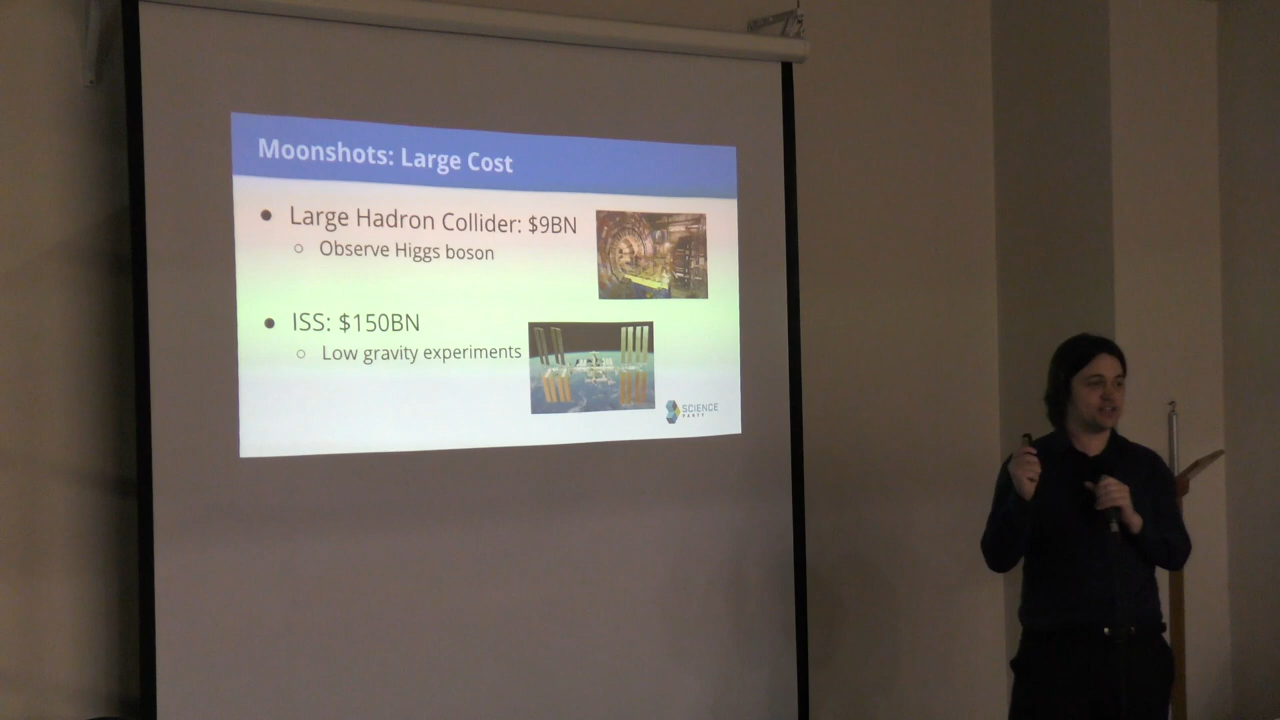 Moonshots: Large Cost
● Large Hadron Collider: $9BN
○ Observe Higgs boson
● ISS: $150BN
○ Low gravity experiments
SCIENCE
PARTY